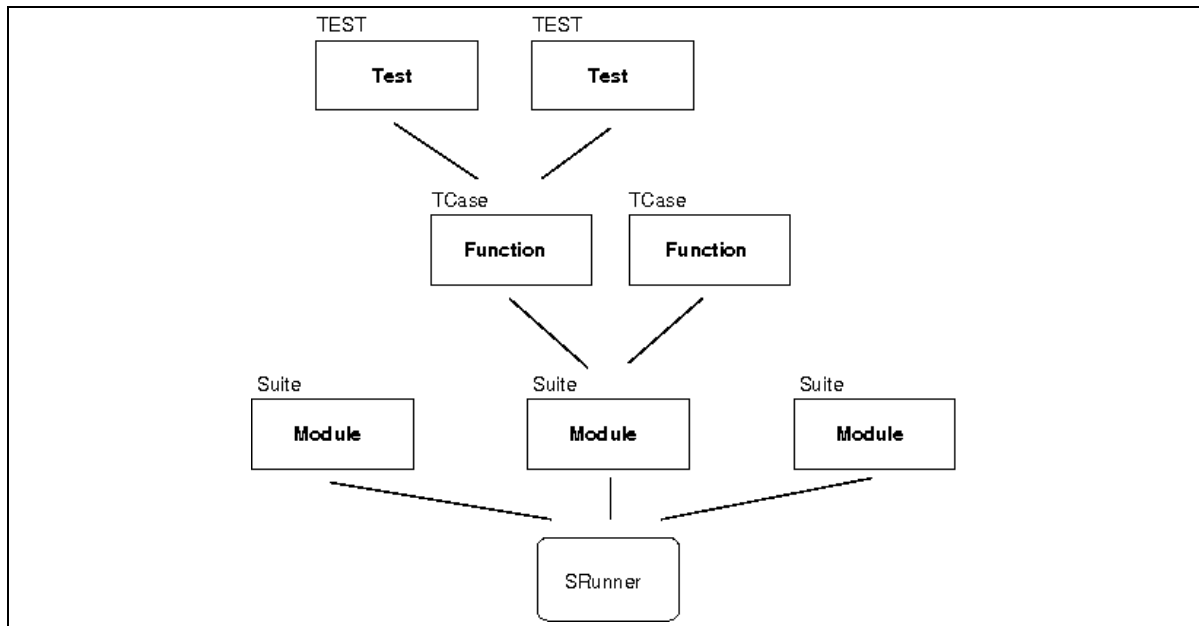 TEST TEST
Test Test
TCase TCase
Function Function
Suite Suite Suite
Module Module Module
SRunner